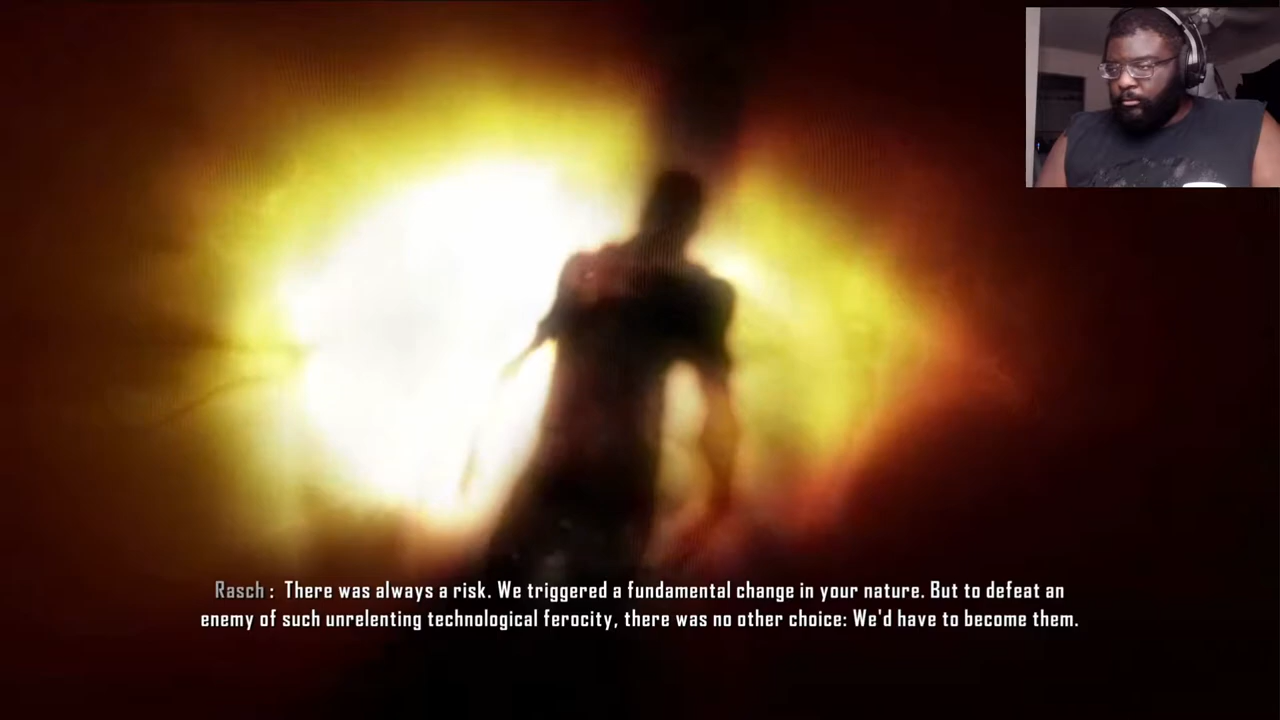 Rasch : There was always a risk. We triggered a fundamental change in your nature. But to defeat an
enemy of such unrelenting technological ferocity, there was no other choice: We'd have to become them.